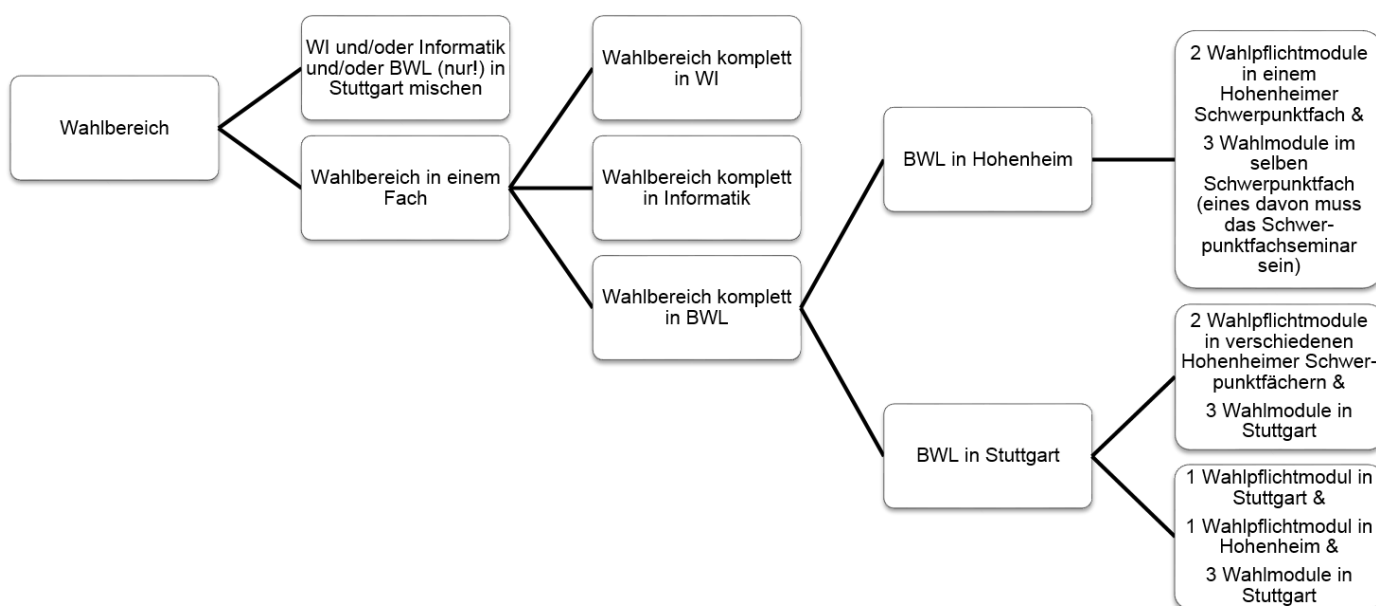 Wahlbereich
WI und/oder Informatik
und/oder BWL (nur!) in
Stuttgart mischen
Wahlbereich in einem
Fach
Wahlbereich komplett
in WI
Wahlbereich komplett
in Informatik
Wahlbereich komplett
in BWL
BWL in Hohenheim
BWL in Stuttgart
2 Wahlpflichtmodule
in einem
Hohenheimer
Schwerpunktfach &
3 Wahlmodule im
selben
Schwerpunktfach
(eines davon muss
das Schwer-
punktfachseminar
sein)
2 Wahlpflichtmodule
in verschiedenen
Hohenheimer Schwer-
punktfächern &
3 Wahlmodule in
Stuttgart
1 Wahlpflichtmodul in
Stuttgart &
1 Wahlpflichtmodul in
Hohenheim &
3 Wahlmodule in
Stuttgart